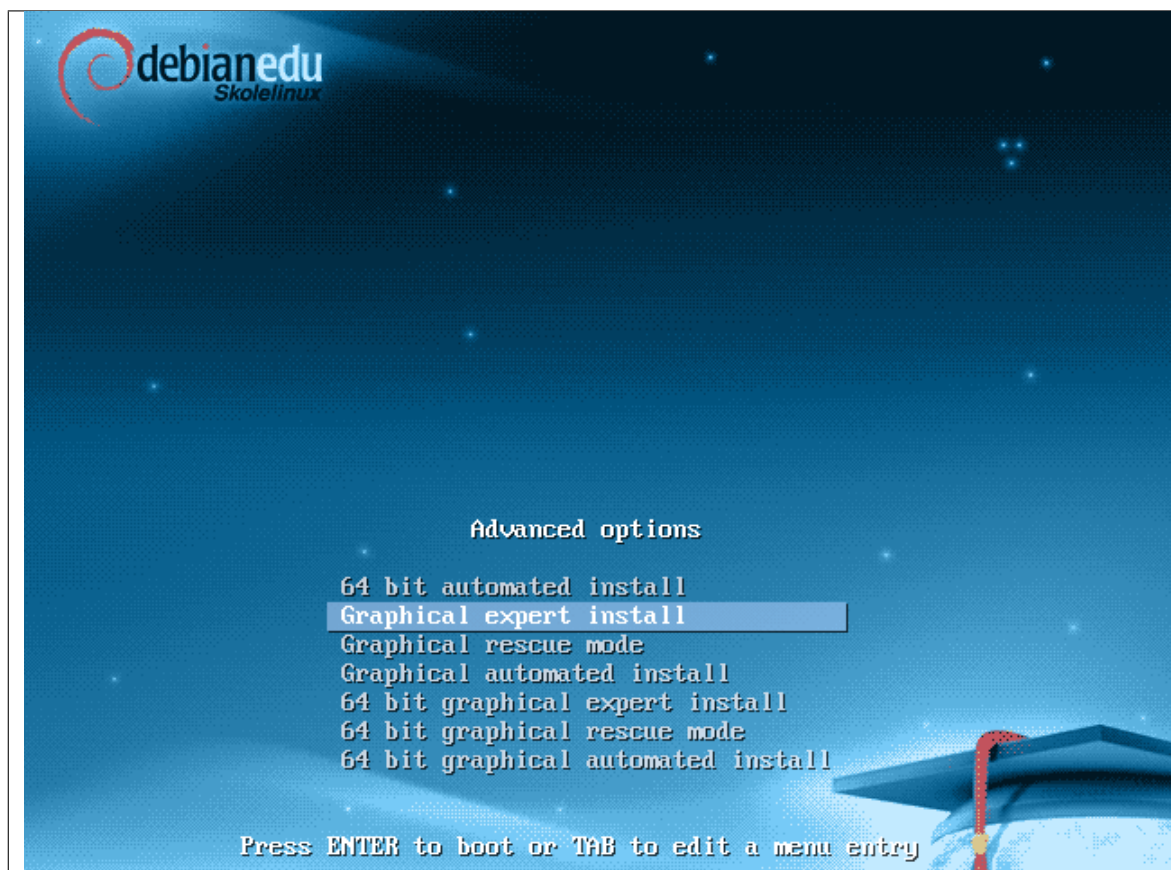 debianedu
Skolelinux
Advanced options
64 bit automated install
Graphical expert install
Graphical rescue mode
Graphical automated install
64 bit graphical expert install
64 bit graphical rescue mode
64 bit graphical automated install
Press ENTER to boot or TAB to edit a menu entry